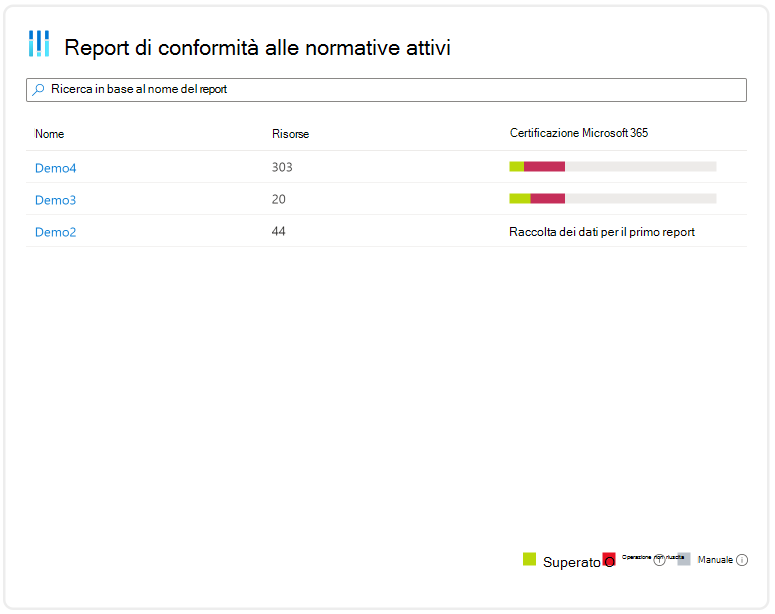 Report di conformità alle normative attivi
Ricerca in base al nome del report
Nome Risorse Certificazione Microsoft 365
Demo4 303
Demo3 20
Demo2 44 Raccolta dei dati per il primo report
Superato Operazione non riuscita Manuale